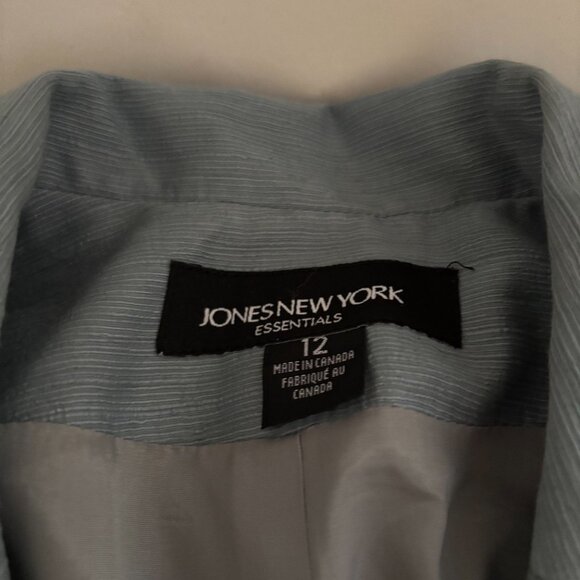 JONES NEW YORK
ESSENTIALS
12
MADE IN CANADA
FABRIQUÉ AU
CANADA